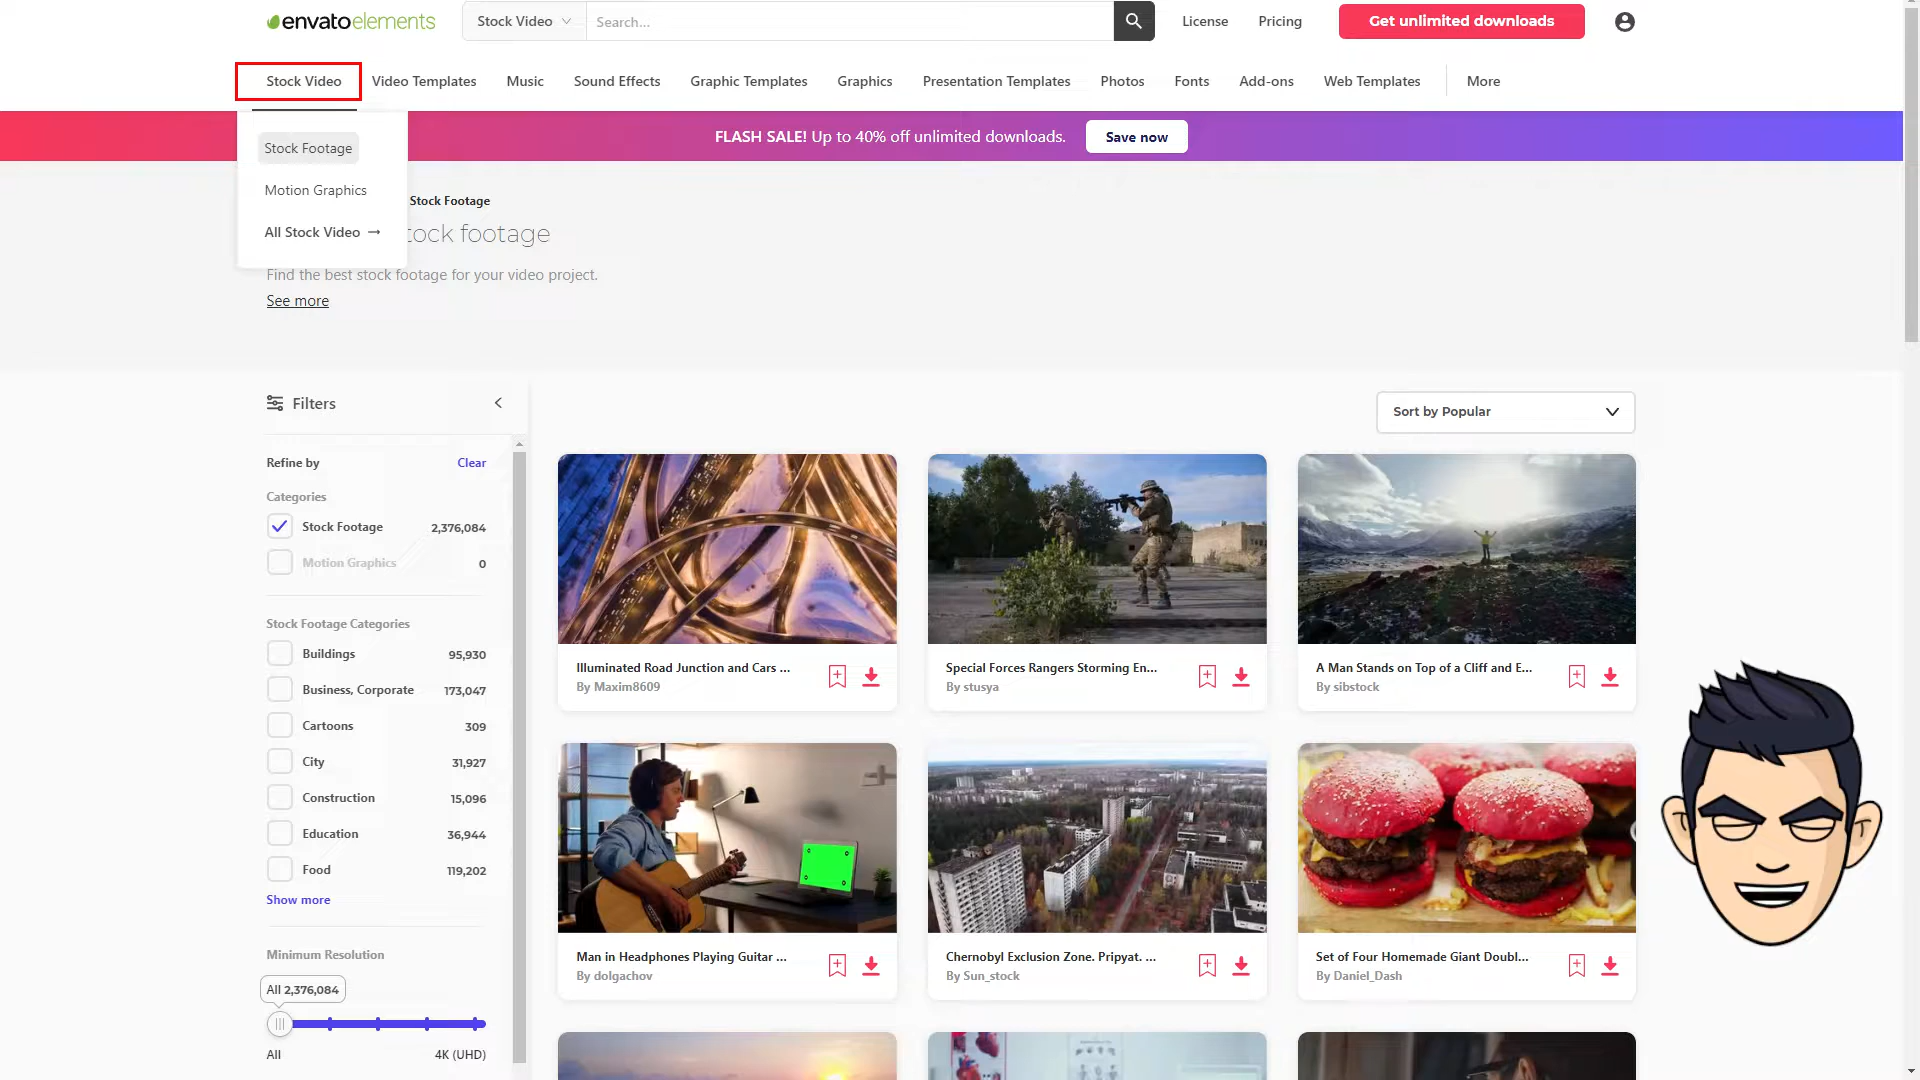 envatoelements
Stock Video
Search...
License
Pricing
Get unlimited downloads
Stock Video
Video Templates
Music
Sound Effects
Graphic Templates
Graphics
Presentation Templates
Photos
Fonts
Add-ons
Web Templates
More
FLASH SALE! Up to 40% off unlimited downloads.
Save now
Stock Footage
Motion Graphics
All Stock Video →
Stock Footage
tock footage
Find the best stock footage for your video project.
See more
Filters
Sort by Popular
Refine by
Clear
Categories
Stock Footage 2,376,084
Motion Graphics 0
Stock Footage Categories
Buildings 95,930
Business, Corporate 173,047
Cartoons 309
City 31,927
Construction 15,096
Education 36,944
Food 119,202
Show more
Minimum Resolution
All 2,376,084
All
4K (UHD)
Illuminated Road Junction and Cars ...
By Maxim8609
Special Forces Rangers Storming En...
By stusya
A Man Stands on Top of a Cliff and E...
By sibstock
Man in Headphones Playing Guitar ...
By dolgachov
Chernobyl Exclusion Zone. Pripyat. ...
By Sun_stock
Set of Four Homemade Giant Doubl...
By Daniel_Dash